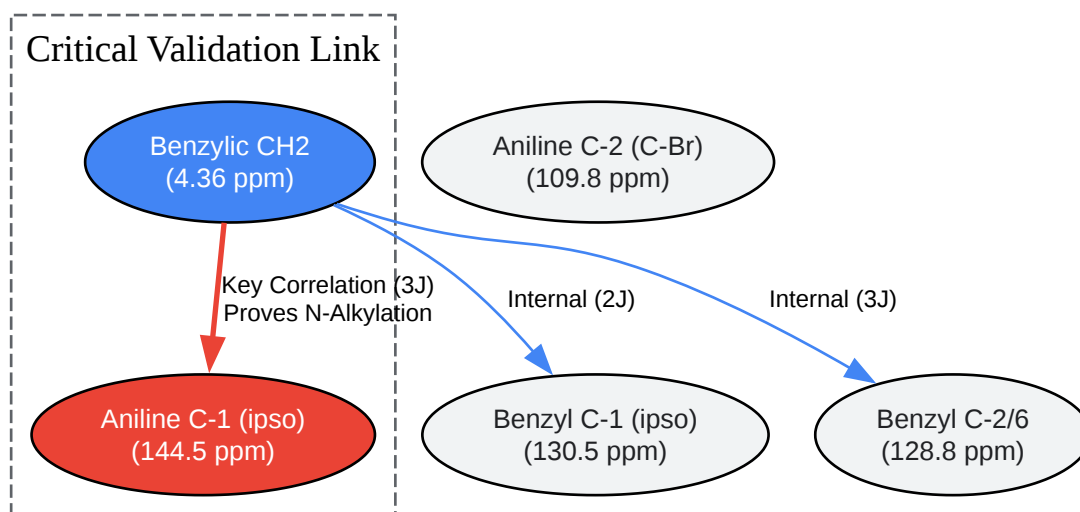 Critical Validation Link
Benzylic CH2
(4.36 ppm)
Aniline C-2 (C-Br)
(109.8 ppm)
Key Correlation (3J)
Proves N-Alkylation
Internal (2J)
Internal (3J)
Aniline C-1 (ipso)
(144.5 ppm)
Benzyl C-1 (ipso)
(130.5 ppm)
Benzyl C-2/6
(128.8 ppm)